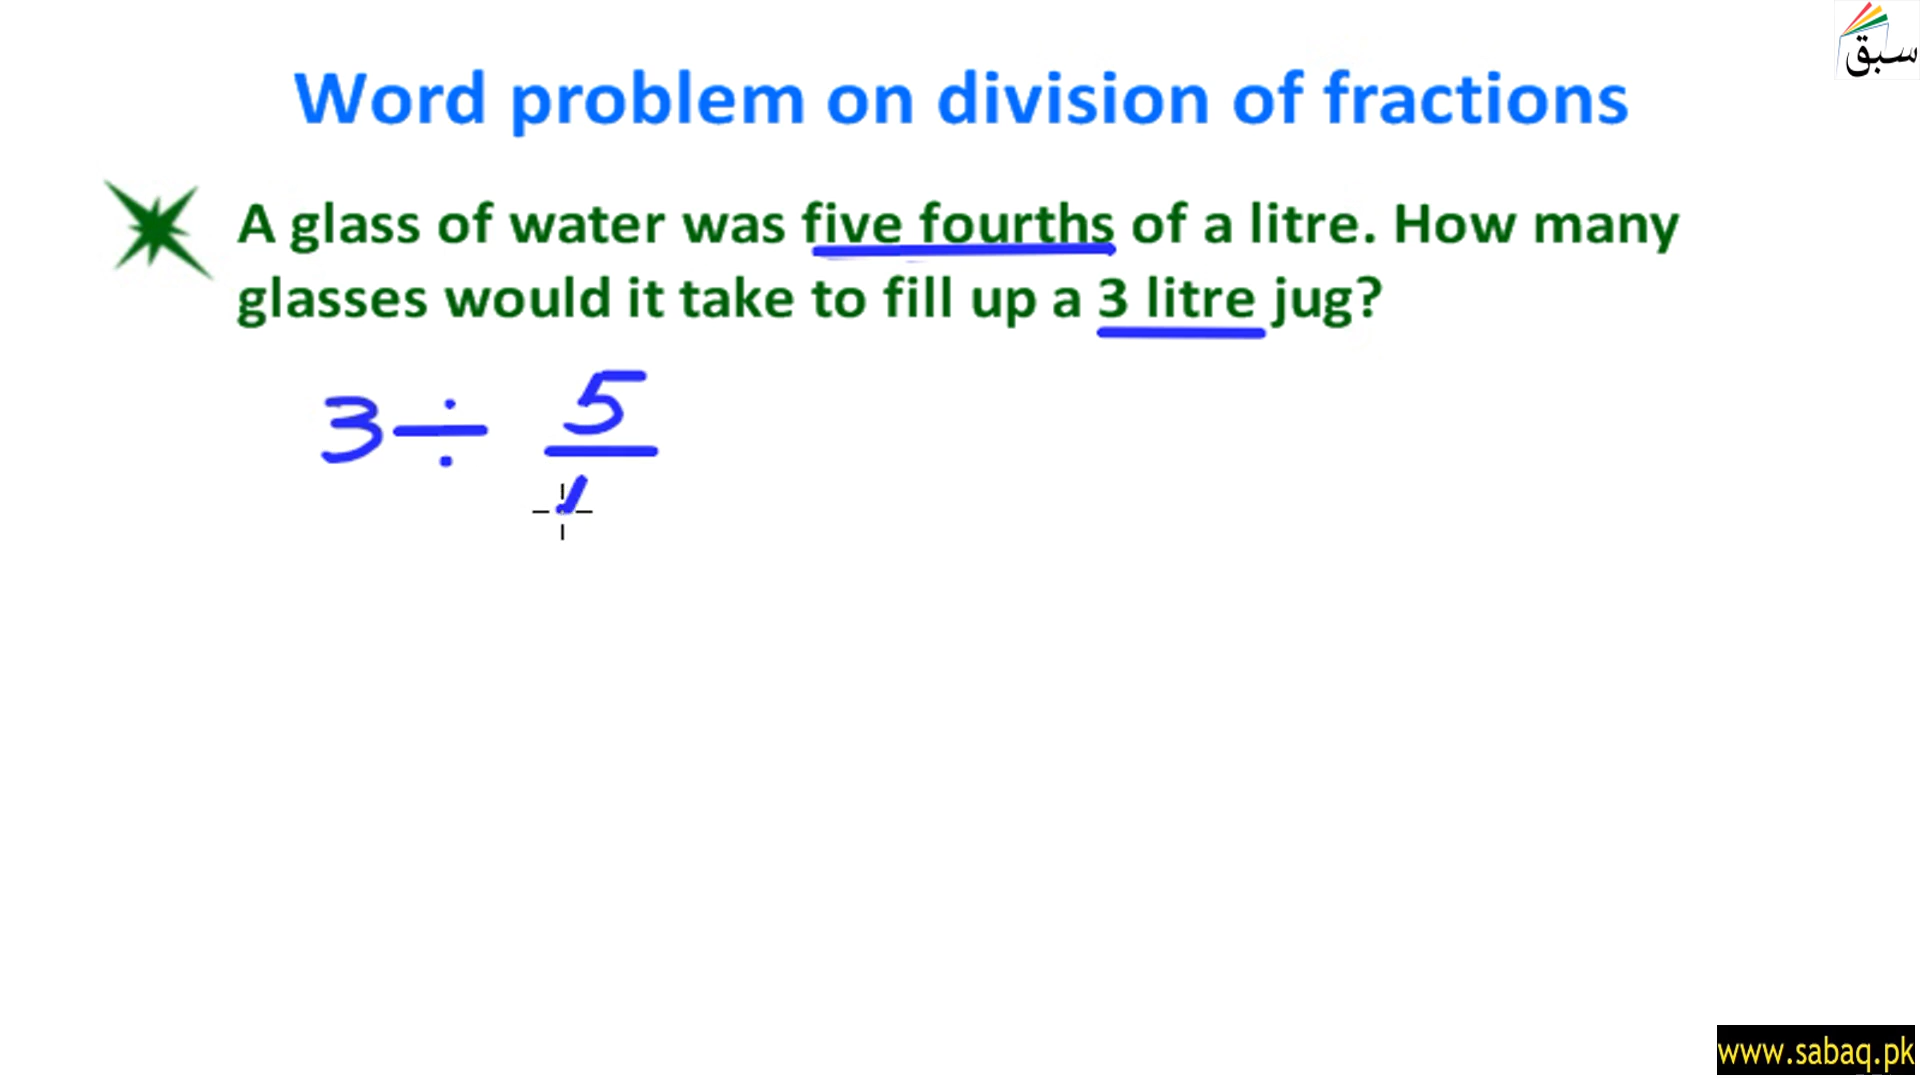 سبق
Word problem on division of fractions
A glass of water was five fourths of a litre. How many
glasses would it take to fill up a 3 litre jug?
3 ÷ 5
www.sabaq.pk